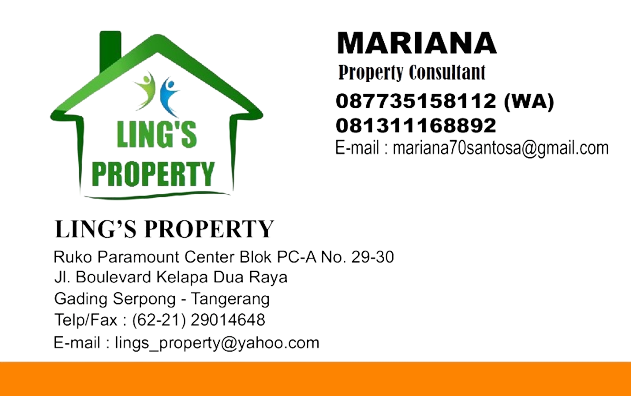 LING'S
PROPERTY
MARIANA
Property Consultant
087735158112 (WA)
081311168892
E-mail : mariana70santosa@gmail.com
LING'S PROPERTY
Ruko Paramount Center Blok PC-A No. 29-30
Jl. Boulevard Kelapa Dua Raya
Gading Serpong - Tangerang
Telp/Fax : (62-21) 29014648
E-mail : lings_property@yahoo.com